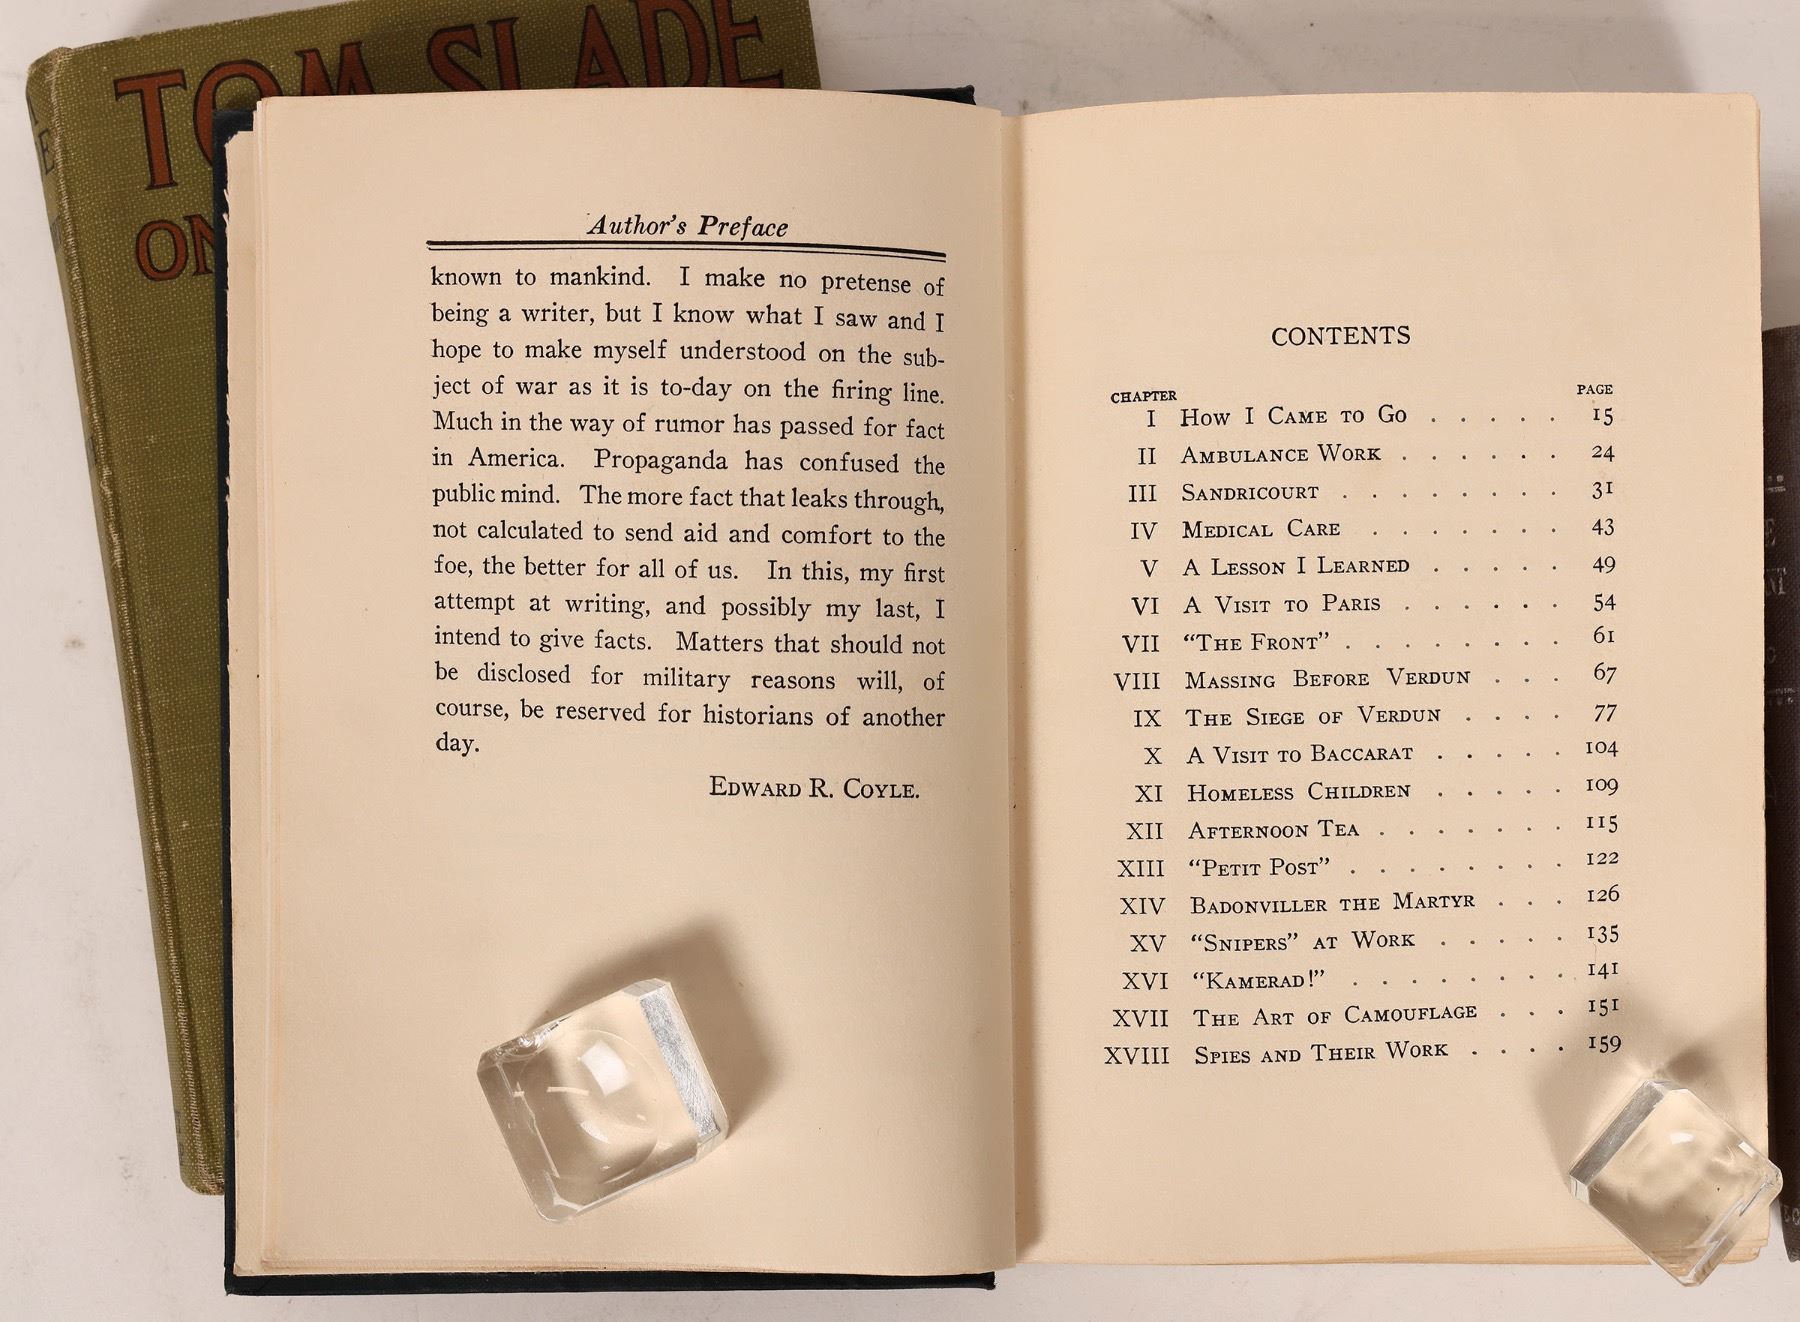 TOM SLADE
ON
Author's Preface
known to mankind. I make no pretense of
being a writer, but I know what I saw and I
hope to make myself understood on the sub-
ject of war as it is to-day on the firing line.
Much in the way of rumor has passed for fact
in America. Propaganda has confused the
public mind. The more fact that leaks through,
not calculated to send aid and comfort to the
foe, the better for all of us. In this, my first
attempt at writing, and possibly my last, I
intend to give facts. Matters that should not
be disclosed for military reasons will, of
course, be reserved for historians of another
day.
EDWARD R. COYLE.
CONTENTS
CHAPTER PAGE
I HOW I CAME TO GO . . . . . 15
II AMBULANCE WORK . . . . . . 24
III SANDRICOURT . . . . . . . . 31
IV MEDICAL CARE . . . . . . . 43
V A LESSON I LEARNED . . . . . 49
VI A VISIT TO PARIS . . . . . . 54
VII “THE FRONT” . . . . . . . . 61
VIII MASSING BEFORE VERDUN . . . 67
IX THE SIEGE OF VERDUN . . . . 77
X A VISIT TO BACCARAT . . . . . 104
XI HOMELESS CHILDREN . . . . . 109
XII AFTERNOON TEA . . . . . . . 115
XIII “PETIT POST” . . . . . . . . 122
XIV BADONVILLER THE MARTYR . . . 126
XV “SNIPERS” AT WORK . . . . . 135
XVI “KAMERAD!” . . . . . . . . 141
XVII THE ART OF CAMOUFLAGE . . . 151
XVIII SPIES AND THEIR WORK . . . . 159